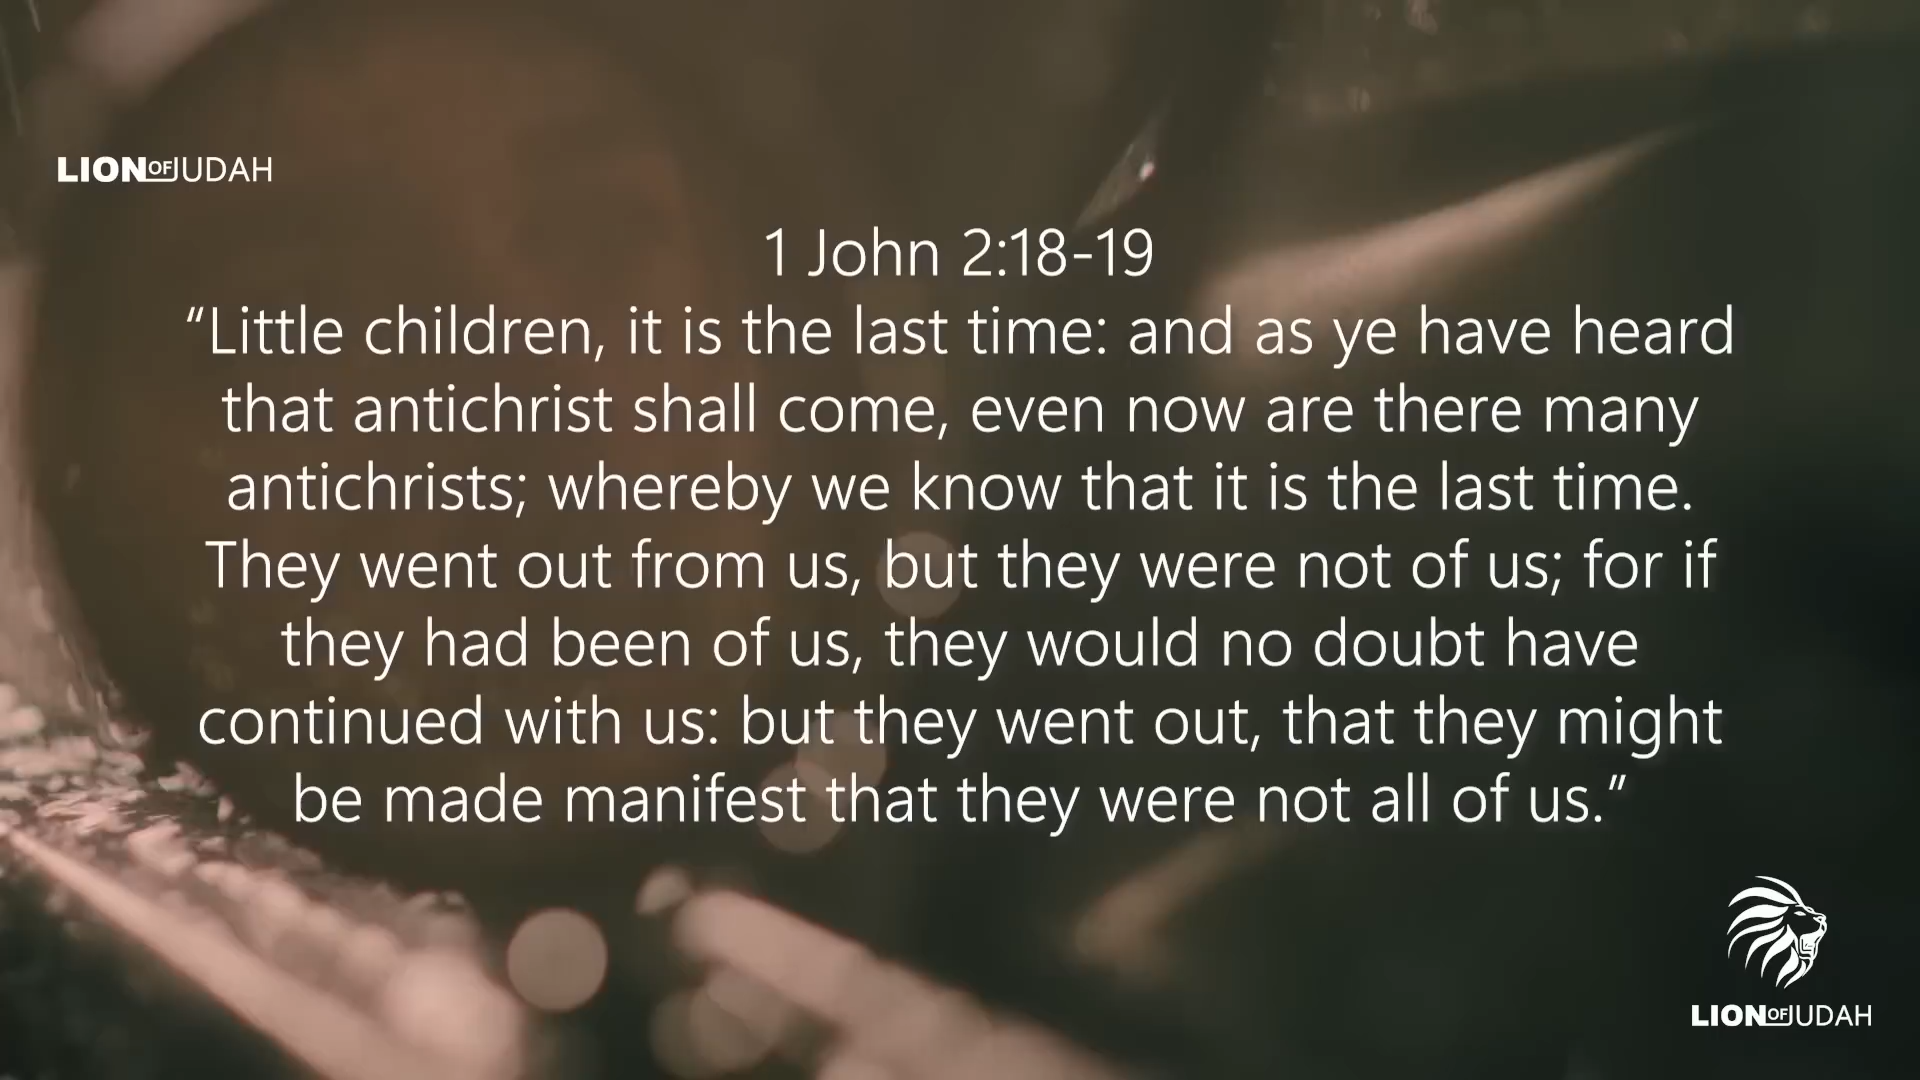 LION OF JUDAH
1 John 2:18-19
“Little children, it is the last time: and as ye have heard
that antichrist shall come, even now are there many
antichrists; whereby we know that it is the last time.
They went out from us, but they were not of us; for if
they had been of us, they would no doubt have
continued with us: but they went out, that they might
be made manifest that they were not all of us.”
LION OF JUDAH